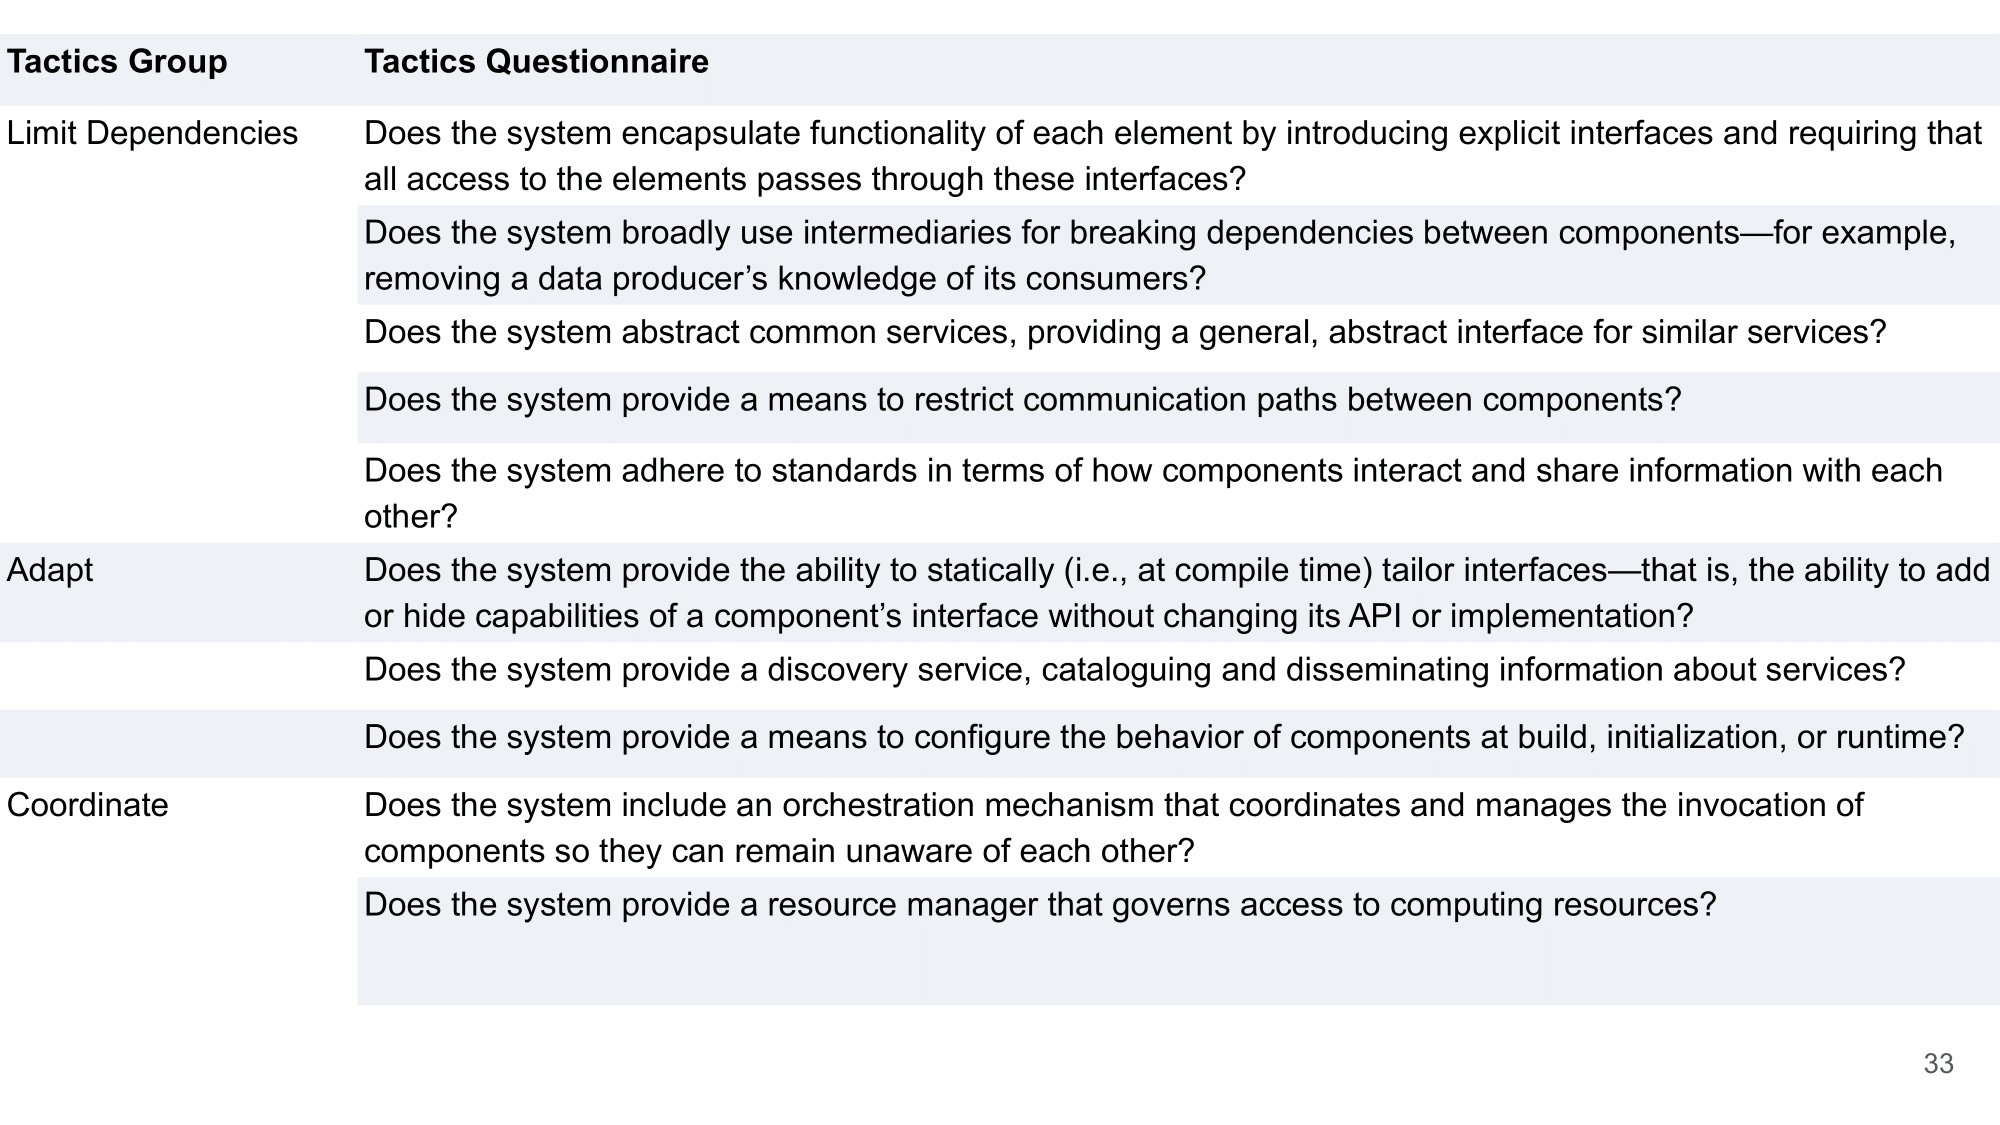 Tactics Group
Tactics Questionnaire
Limit Dependencies
Does the system encapsulate functionality of each element by introducing explicit interfaces and requiring that
all access to the elements passes through these interfaces?
Does the system broadly use intermediaries for breaking dependencies between components—for example,
removing a data producer’s knowledge of its consumers?
Does the system abstract common services, providing a general, abstract interface for similar services?
Does the system provide a means to restrict communication paths between components?
Does the system adhere to standards in terms of how components interact and share information with each
other?
Adapt
Does the system provide the ability to statically (i.e., at compile time) tailor interfaces—that is, the ability to add
or hide capabilities of a component’s interface without changing its API or implementation?
Does the system provide a discovery service, cataloguing and disseminating information about services?
Does the system provide a means to configure the behavior of components at build, initialization, or runtime?
Coordinate
Does the system include an orchestration mechanism that coordinates and manages the invocation of
components so they can remain unaware of each other?
Does the system provide a resource manager that governs access to computing resources?
33